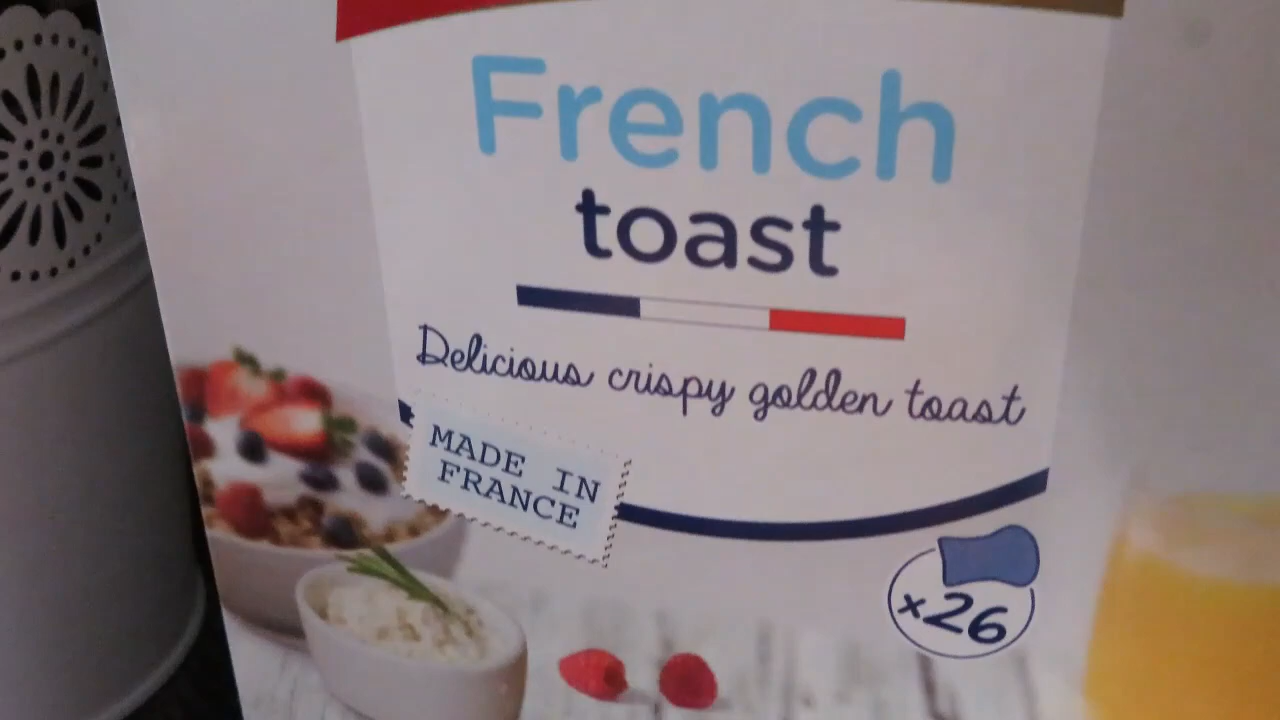 French
toast
Delicious crispy golden toast
MADE IN
FRANCE
x26